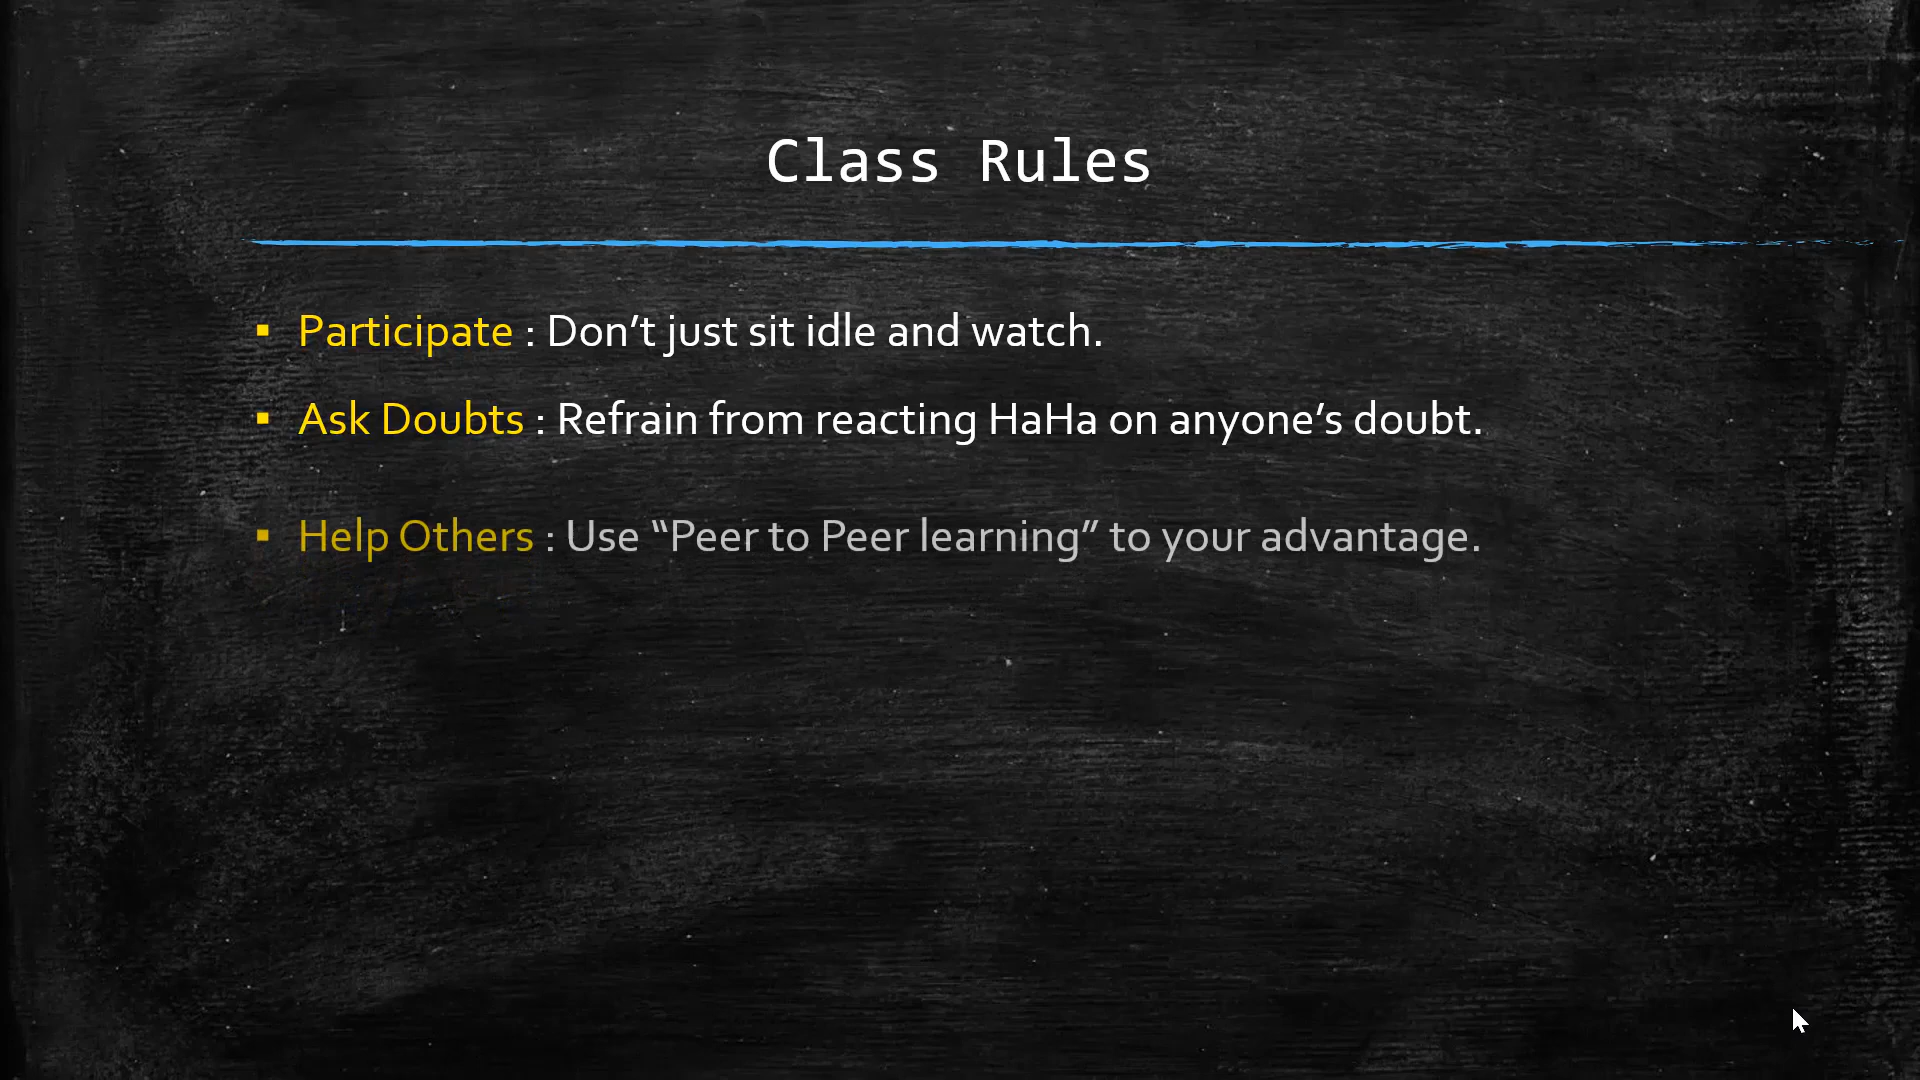 Class Rules
▪ Participate : Don’t just sit idle and watch.
▪ Ask Doubts : Refrain from reacting HaHa on anyone’s doubt.
▪ Help Others : Use “Peer to Peer learning” to your advantage.